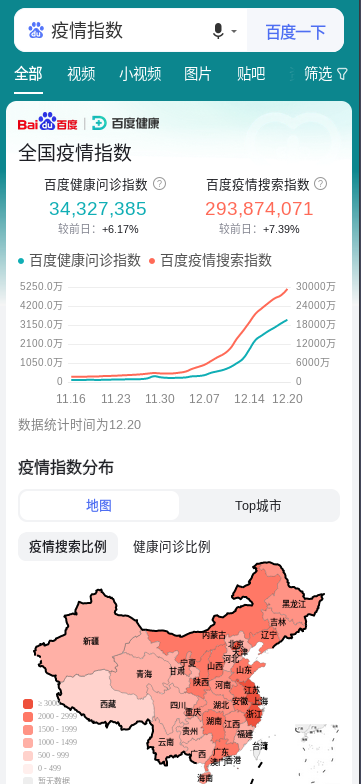 疫情指数
百度一下
全部
视频
小视频
图片
贴吧
筛选
Bai du 百度 | 百度健康
全国疫情指数
百度健康问诊指数 ?
百度疫情搜索指数 ?
34,327,385
293,874,071
较前日：+6.17%
较前日：+7.39%
百度健康问诊指数
百度疫情搜索指数
5250.0万
30000万
4200.0万
24000万
3150.0万
18000万
2100.0万
12000万
1050.0万
6000万
0
0
11.16 11.23 11.30 12.07 12.14 12.20
数据统计时间为12.20
疫情指数分布
地图
Top城市
疫情搜索比例
健康问诊比例
黑龙江
吉林
辽宁
内蒙古
新疆
北京
天津
河北
宁夏
山西
山东
甘肃
青海
陕西
河南
江苏
西藏
四川
湖北
安徽
上海
重庆
浙江
湖南
江西
贵州
福建
云南
台湾
广西
广东
澳门
香港
海南
≥ 3000
2000 - 2999
1500 - 1999
1000 - 1499
500 - 999
0 - 499
暂无数据